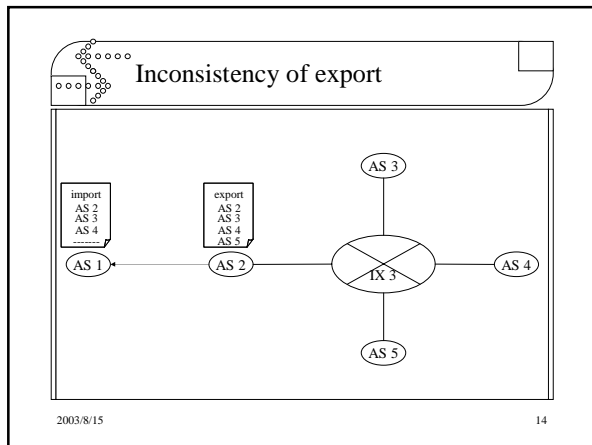 Inconsistency of export
AS 3
import
AS 2
AS 3
AS 4
-------
export
AS 2
AS 3
AS 4
AS 5
AS 1
AS 2
IX 3
AS 4
AS 5
2003/8/15
14